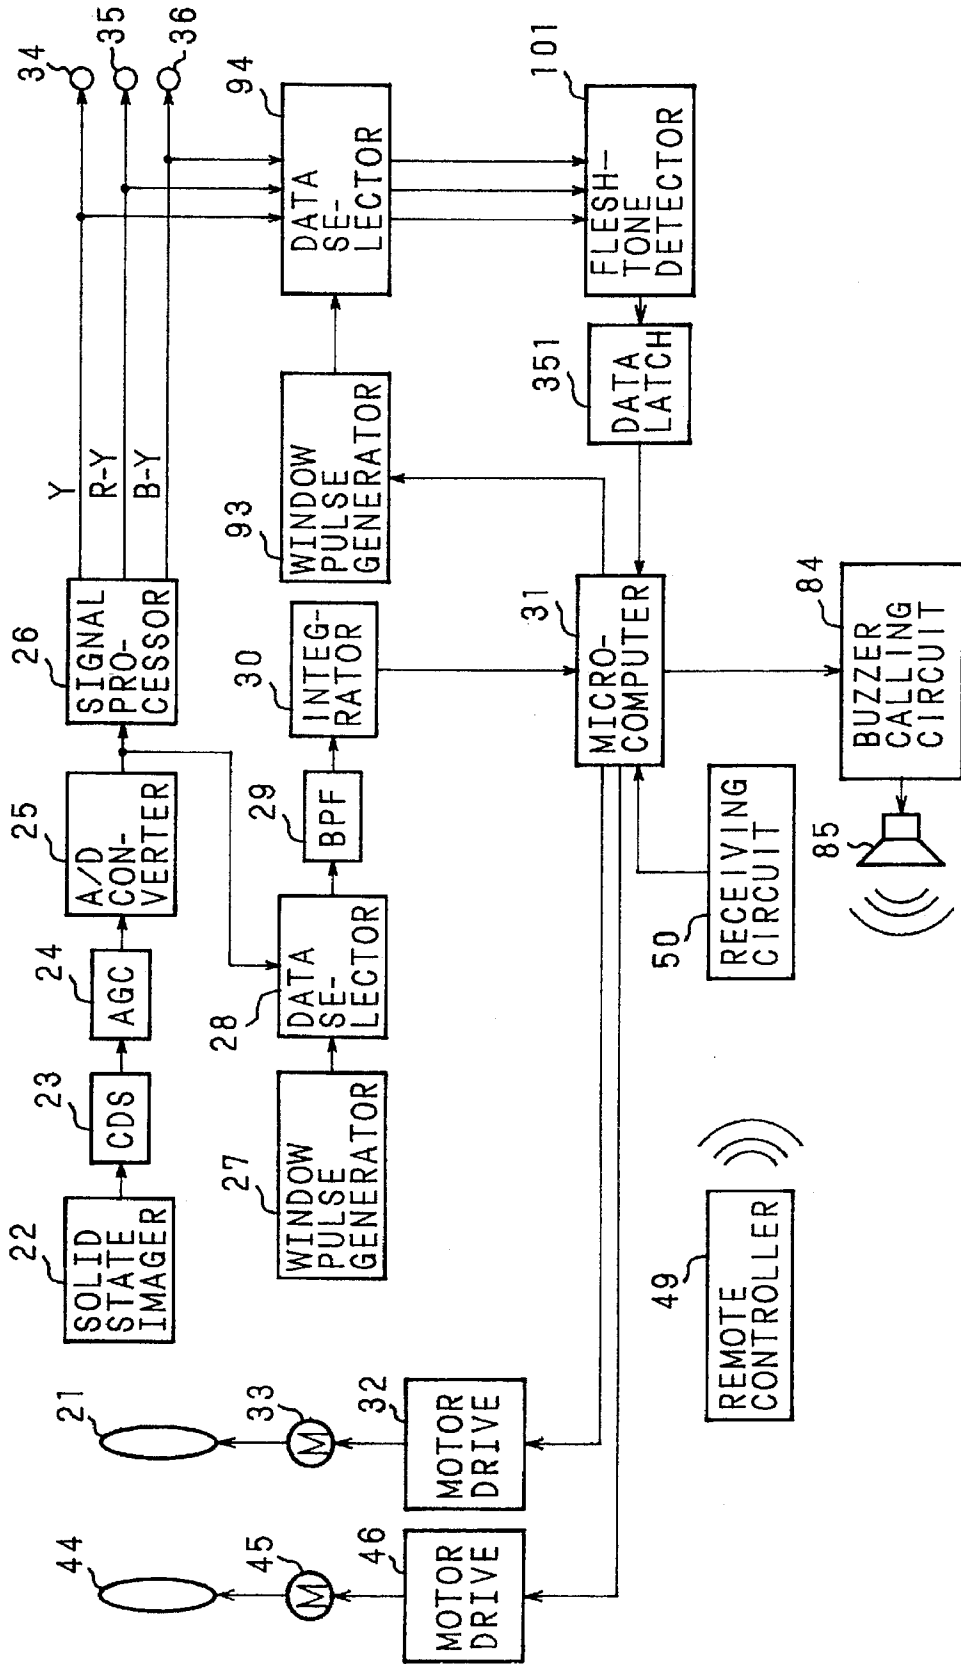 44
21
22
SOLID
STATE
IMAGER
23
CDS
24
AGC
25
A/D
CON-
VERTER
26
SIGNAL
PRO-
CESSOR
Y
R-Y
B-Y
34
35
36
45
M
33
M
27
WINDOW
PULSE
GENERATOR
28
DATA
SE-
LECTOR
29
BPF
30
INTEG-
RATOR
93
WINDOW
PULSE
GENERATOR
94
DATA
SE-
LECTOR
46
MOTOR
DRIVE
32
MOTOR
DRIVE
31
MICRO-
COMPUTER
351
DATA
LATCH
101
FLESH-
TONE
DETECTOR
49
REMOTE
CONTROLLER
50
RECEIVING
CIRCUIT
85
84
BUZZER
CALLING
CIRCUIT